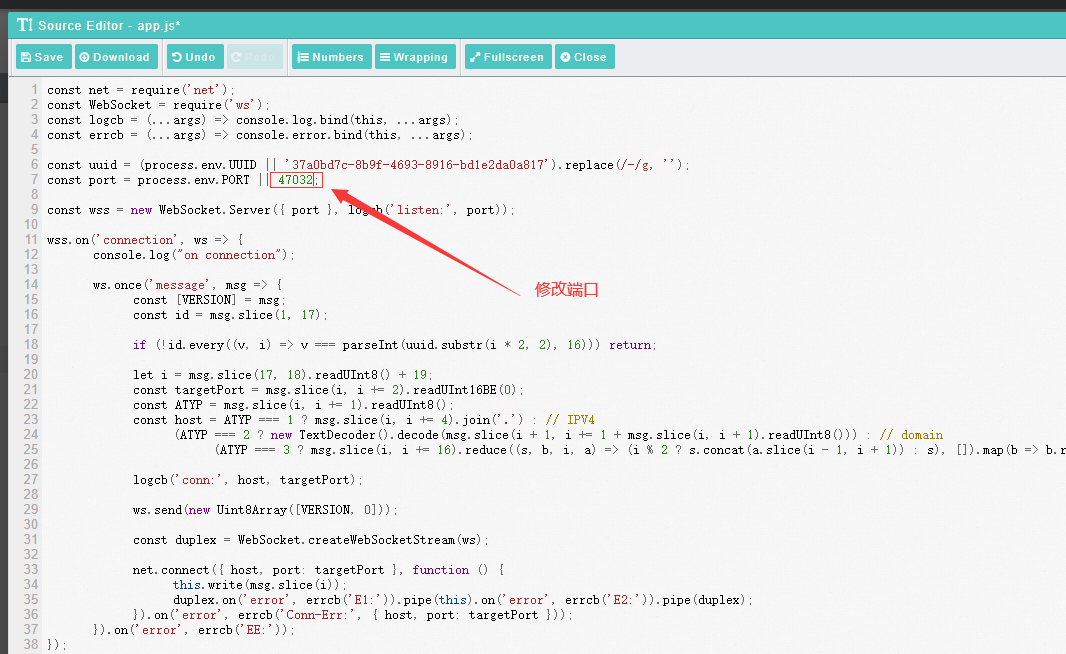 TI Source Editor - app.js*
Save Download Undo Redo Numbers Wrapping Fullscreen Close
1 const net = require('net');
2 const WebSocket = require('ws');
3 const logcb = (...args) => console.log.bind(this, ...args);
4 const errcb = (...args) => console.error.bind(this, ...args);
5
6 const uuid = (process.env.UUID || '37a0bd7c-8b9f-4693-8916-bd1e2da0a817').replace(/-/g, '');
7 const port = process.env.PORT || 47032;
8
9 const wss = new WebSocket.Server({ port }, logcb('listen:', port));
10
11 wss.on('connection', ws => {
12 console.log("on connection");
13
14 ws.once('message', msg => {
15 const [VERSION] = msg;
16 const id = msg.slice(1, 17);
17
修改端口
18 if (!id.every((v, i) => v === parseInt(uuid.substr(i * 2, 2), 16))) return;
19
20 let i = msg.slice(17, 18).readUInt8() + 19;
21 const targetPort = msg.slice(i, i += 2).readUInt16BE(0);
22 const ATYP = msg.slice(i, i += 1).readUInt8();
23 const host = ATYP === 1 ? msg.slice(i, i += 4).join('.') : // IPV4
24 (ATYP === 2 ? new TextDecoder().decode(msg.slice(i + 1, i += 1 + msg.slice(i, i + 1).readUInt8())) : // domain
25 (ATYP === 3 ? msg.slice(i, i += 16).reduce((s, b, i, a) => (i % 2 ? s.concat(a.slice(i - 1, i + 1)) : s), []).map(b => b.r
26
27 logcb('conn:', host, targetPort);
28
29 ws.send(new Uint8Array([VERSION, 0]));
30
31 const duplex = WebSocket.createWebSocketStream(ws);
32
33 net.connect({ host, port: targetPort }, function () {
34 this.write(msg.slice(i));
35 duplex.on('error', errcb('E1:')).pipe(this).on('error', errcb('E2:')).pipe(duplex);
36 }).on('error', errcb('Conn-Err:', { host, port: targetPort }));
37 }).on('error', errcb('EE:'));
38 });